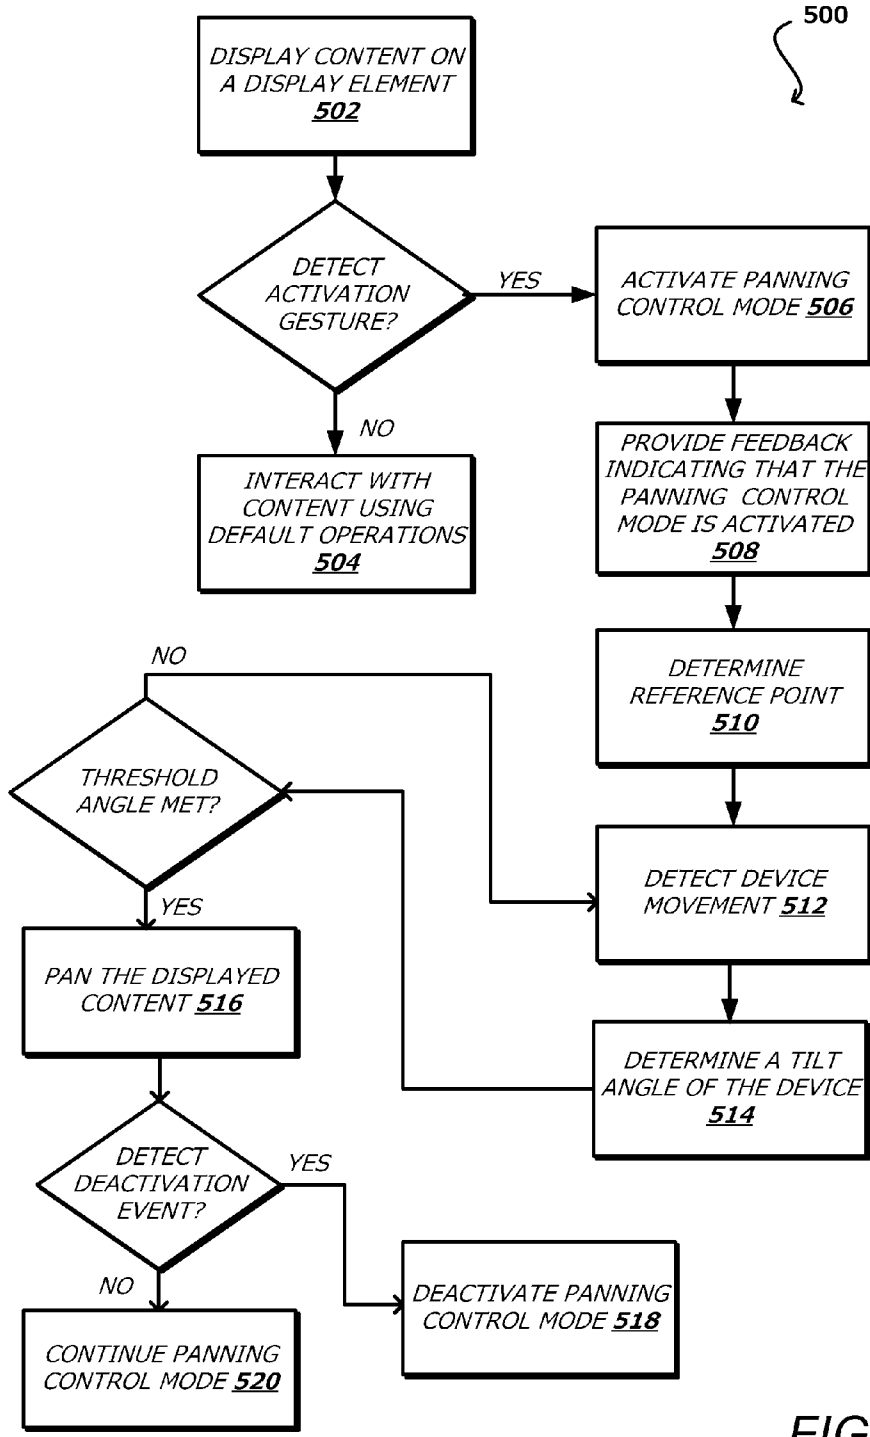 500
DISPLAY CONTENT ON
A DISPLAY ELEMENT
502
DETECT
ACTIVATION
GESTURE?
YES
ACTIVATE PANNING
CONTROL MODE 506
NO
INTERACT WITH
CONTENT USING
DEFAULT OPERATIONS
504
PROVIDE FEEDBACK
INDICATING THAT THE
PANNING CONTROL
MODE IS ACTIVATED
508
DETERMINE
REFERENCE POINT
510
NO
THRESHOLD
ANGLE MET?
YES
DETECT DEVICE
MOVEMENT 512
DETERMINE A TILT
ANGLE OF THE DEVICE
514
PAN THE DISPLAYED
CONTENT 516
DETECT
DEACTIVATION
EVENT?
YES
DEACTIVATE PANNING
CONTROL MODE 518
NO
CONTINUE PANNING
CONTROL MODE 520
FIG